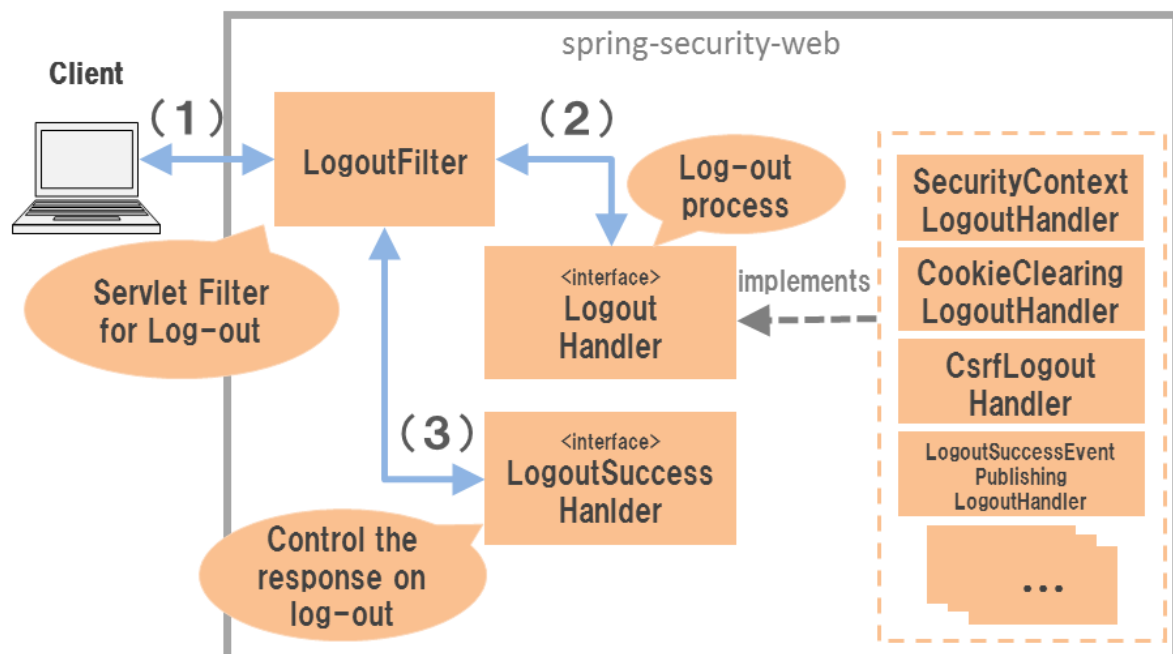 spring-security-web
Client
(1)
LogoutFilter
(2)
Log-out
process
Servlet Filter
for Log-out
<interface>
Logout
Handler
implements
SecurityContext
LogoutHandler
CookieClearing
LogoutHandler
CsrfLogout
Handler
LogoutSuccessEvent
Publishing
LogoutHandler
...
(3)
<interface>
LogoutSuccess
Hanlder
Control the
response on
log-out